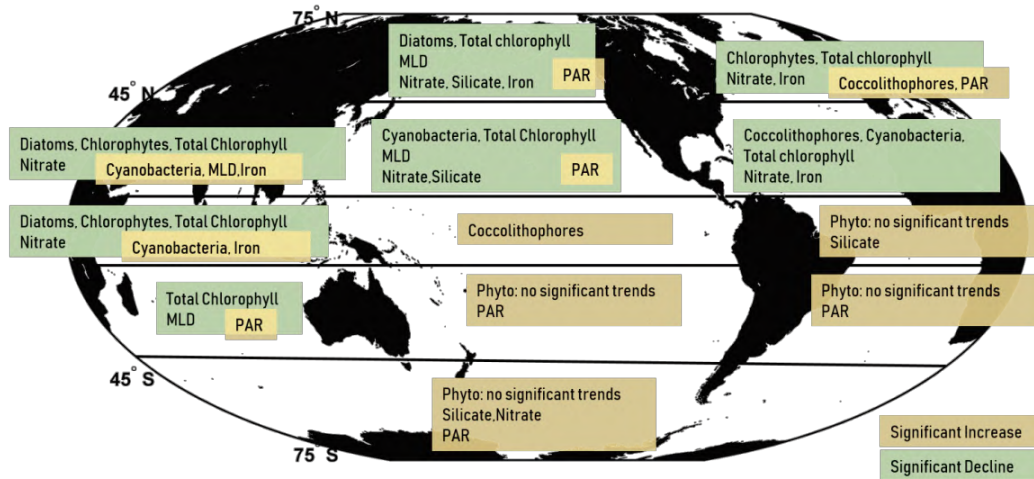 75° N
Diatoms, Total chlorophyll
MLD
Nitrate, Silicate, Iron
PAR
Chlorophytes, Total chlorophyll
Nitrate, Iron
Coccolithophores, PAR
45° N
Diatoms, Chlorophytes, Total Chlorophyll
Nitrate
Cyanobacteria, MLD,Iron
Cyanobacteria, Total Chlorophyll
MLD
Nitrate,Silicate
PAR
Coccolithophores, Cyanobacteria,
Total chlorophyll
Nitrate, Iron
Diatoms, Chlorophytes, Total Chlorophyll
Nitrate
Cyanobacteria, Iron
Coccolithophores
Phyto: no significant trends
Silicate
Total Chlorophyll
MLD
PAR
Phyto: no significant trends
PAR
Phyto: no significant trends
PAR
45° S
Phyto: no significant trends
Silicate,Nitrate
PAR
75° S
Significant Increase
Significant Decline